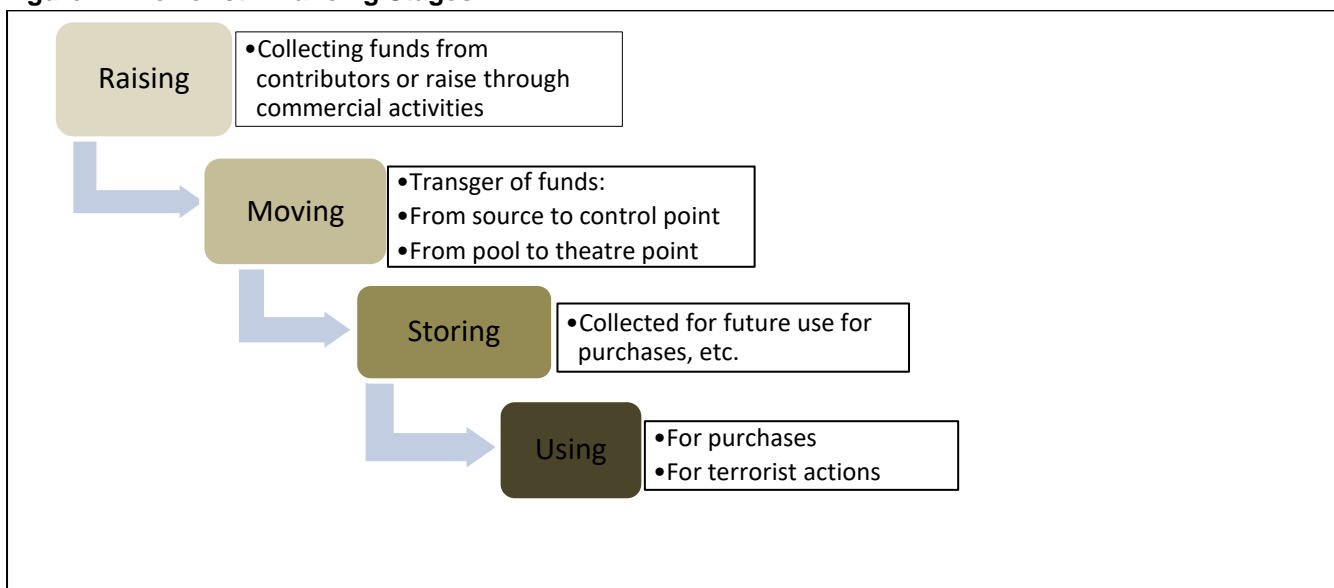 Raising
•Collecting funds from
contributors or raise through
commercial activities
Moving
•Transger of funds:
•From source to control point
•From pool to theatre point
Storing
•Collected for future use for
purchases, etc.
Using
•For purchases
•For terrorist actions